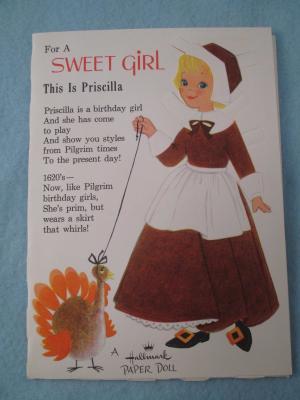 For A
SWEET GiRL
This Is Priscilla
Priscilla is a birthday girl
And she has come
to play
And show you styles
from Pilgrim times
To the present day!
1620's—
Now, like Pilgrim
birthday girls,
She's prim, but
wears a skirt
that whirls!
A Hallmark
PAPER DOLL